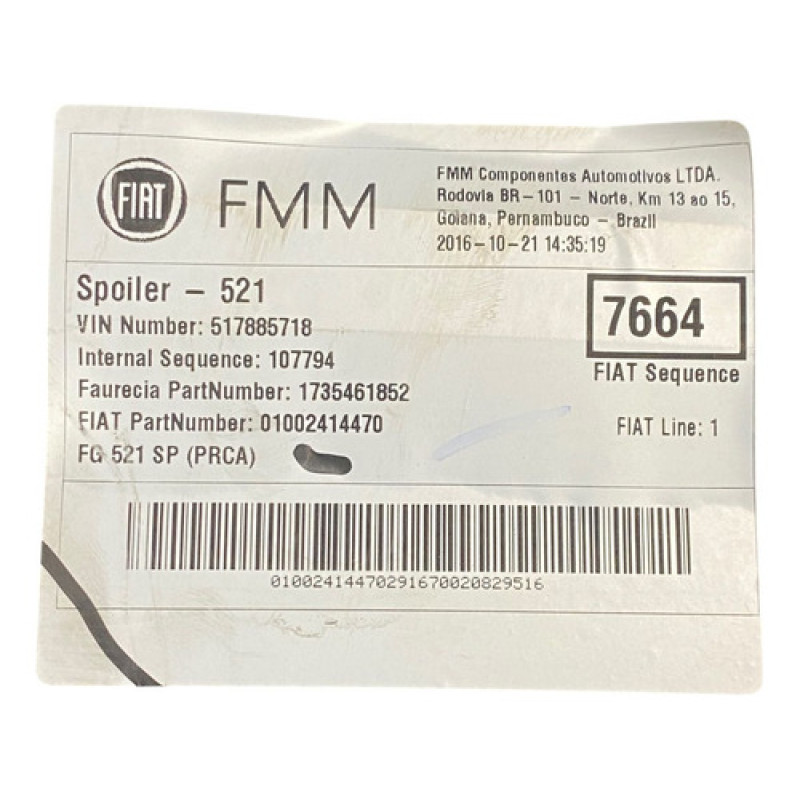 FIAT
FMM
FMM Componentes Automotivos LTDA.
Rodovia BR-101 - Norte, Km 13 ao 15,
Goiana, Pernambuco - Brazil
2016-10-21 14:35:19
Spoiler - 521
VIN Number: 517885718
Internal Sequence: 107794
Faurecia PartNumber: 1735461852
FIAT PartNumber: 01002414470
FG 521 SP (PRCA)
7664
FIAT Sequence
FIAT Line: 1
01002414470291670020829516